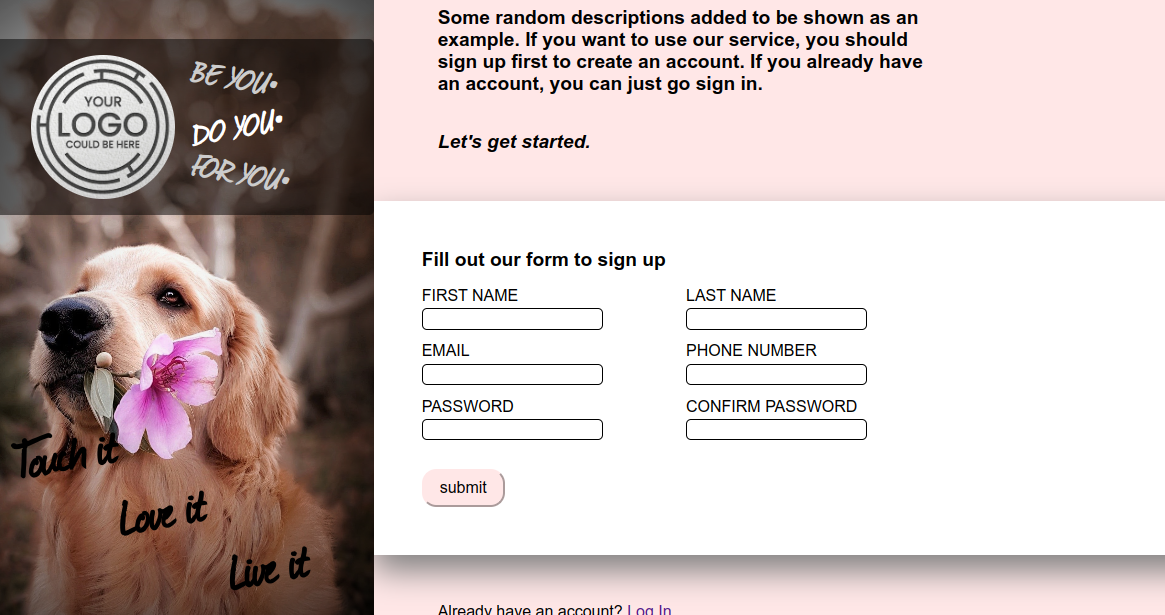 YOUR
LOGO
COULD BE HERE
BE YOU.
DO YOU.
FOR YOU.
Touch it
Love it
Live it
Some random descriptions added to be shown as an
example. If you want to use our service, you should
sign up first to create an account. If you already have
an account, you can just go sign in.
Let's get started.
Fill out our form to sign up
FIRST NAME
LAST NAME
EMAIL
PHONE NUMBER
PASSWORD
CONFIRM PASSWORD
submit
Already have an account? Log In